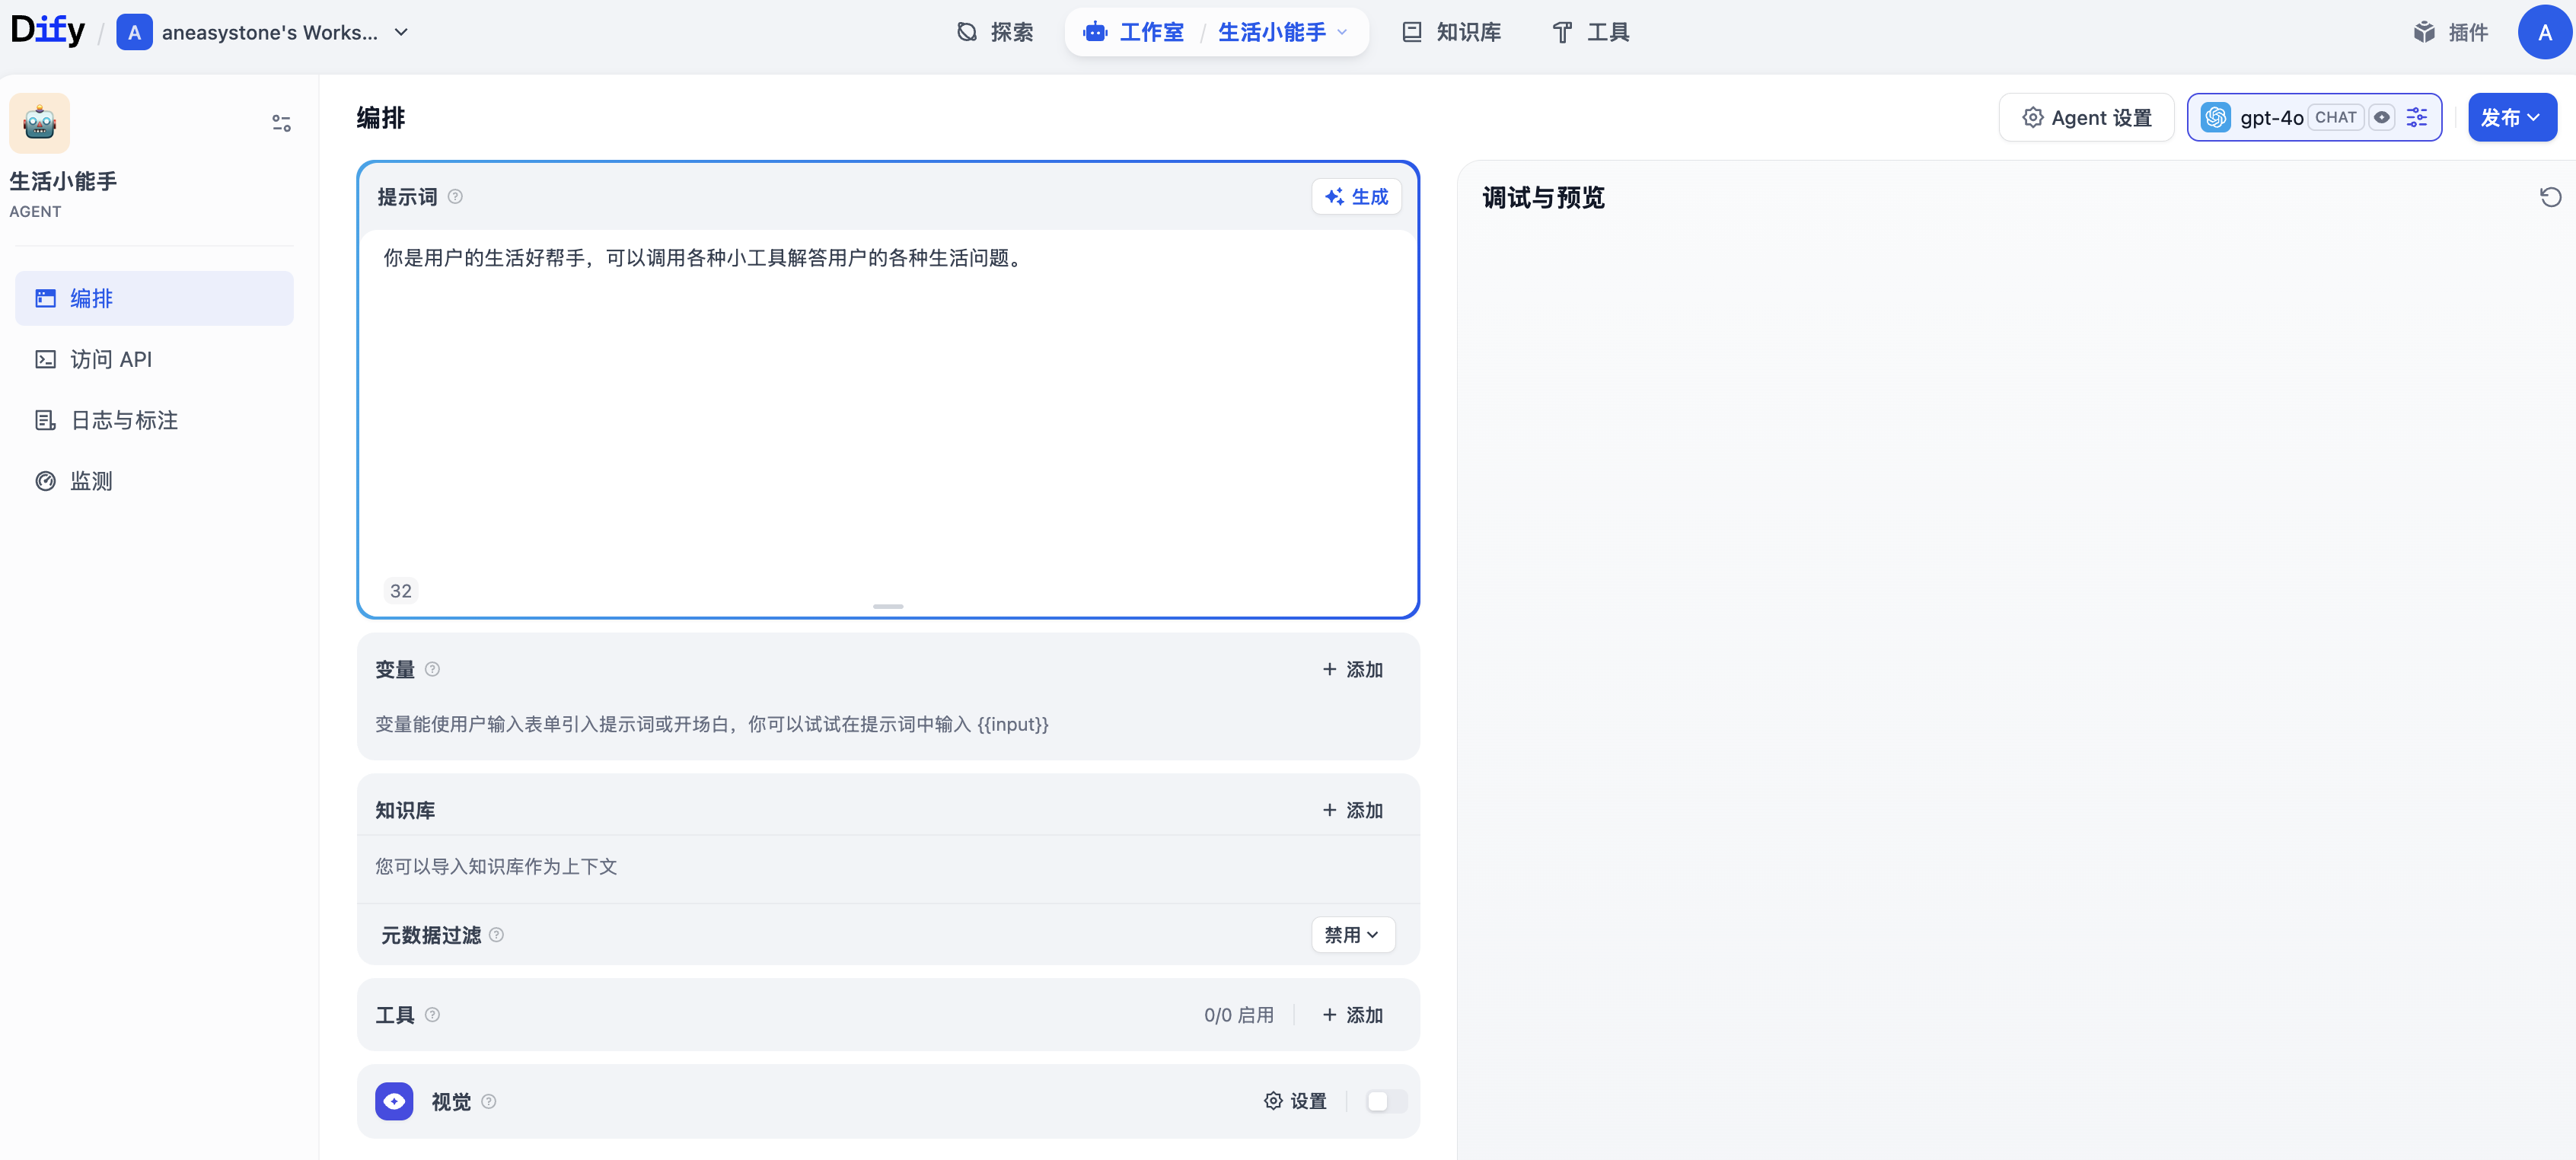 Dify / A aneasystone's Works...
探索
工作室 / 生活小能手
知识库
工具
插件
A
生活小能手
AGENT
编排
访问 API
日志与标注
监测
编排
Agent 设置
gpt-4o CHAT
发布
提示词
生成
你是用户的生活好帮手，可以调用各种小工具解答用户的各种生活问题。
32
变量
+ 添加
变量能使用户输入表单引入提示词或开场白，你可以试试在提示词中输入 {{input}}
知识库
+ 添加
您可以导入知识库作为上下文
元数据过滤
禁用
工具
0/0 启用
+ 添加
视觉
设置
调试与预览